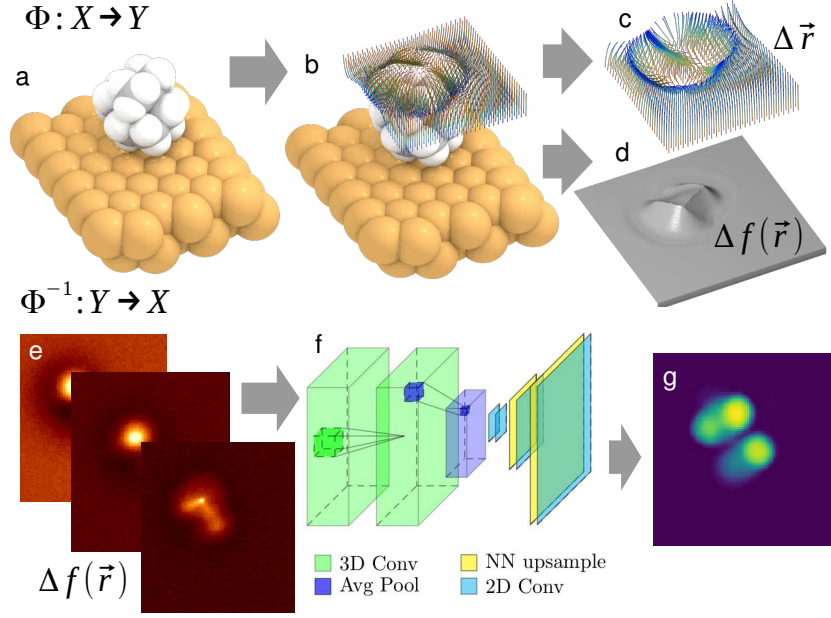 Φ : X → Y
a
b
c
Δ r⃗
d
Δ f(r⃗)
Φ⁻¹: Y → X
e
f
g
Δ f(r⃗)
3D Conv
NN upsample
Avg Pool
2D Conv